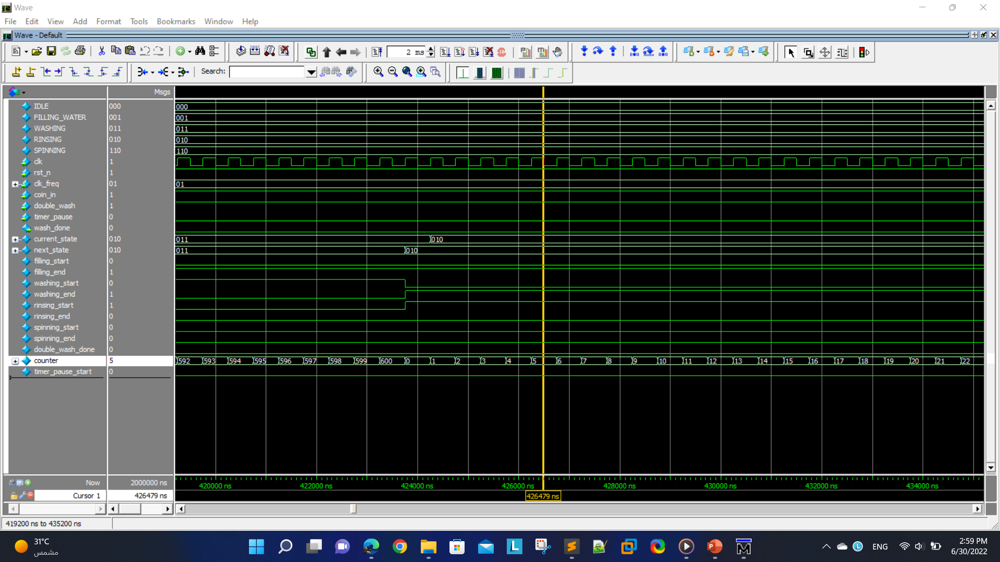 Wave
File Edit View Add Format Tools Bookmarks Window Help
Wave - Default
2 ms
Search:
Msgs
IDLE 000 000
FILLING_WATER 001 001
WASHING 011 011
RINSING 010 010
SPINNING 110 110
clk 1
rst_n 1
clk_freq 01 01
coin_in 1
double_wash 1
timer_pause 0
wash_done 0
current_state 010 011 010
next_state 010 011 010
filling_start 0
filling_end 1
washing_start 0
washing_end 1
rinsing_start 1
rinsing_end 0
spinning_start 0
spinning_end 0
double_wash_done 0
counter 5 592 593 594 595 596 597 598 599 600 0 1 2 3 4 5 6 7 8 9 10 11 12 13 14 15 16 17 18 19 20 21 22
timer_pause_start 0
Now 2000000 ns 420000 ns 422000 ns 424000 ns 426000 ns 428000 ns 430000 ns 432000 ns 434000 ns
Cursor 1 426479 ns 426479 ns
419200 ns to 435200 ns
31°C
مشمس
ENG
2:59 PM
6/30/2022